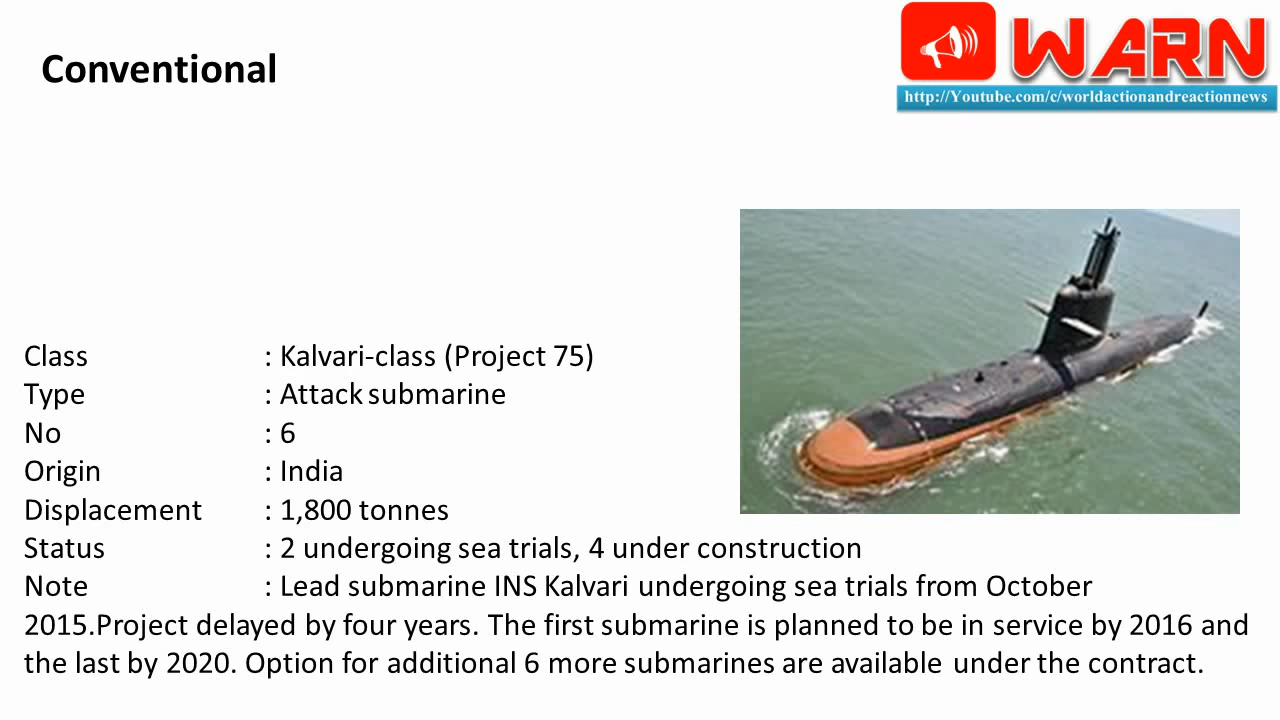 Conventional
WARN
http://Youtube.com/c/worldactionandreactionnews
Class : Kalvari-class (Project 75)
Type : Attack submarine
No : 6
Origin : India
Displacement : 1,800 tonnes
Status : 2 undergoing sea trials, 4 under construction
Note : Lead submarine INS Kalvari undergoing sea trials from October
2015.Project delayed by four years. The first submarine is planned to be in service by 2016 and
the last by 2020. Option for additional 6 more submarines are available under the contract.